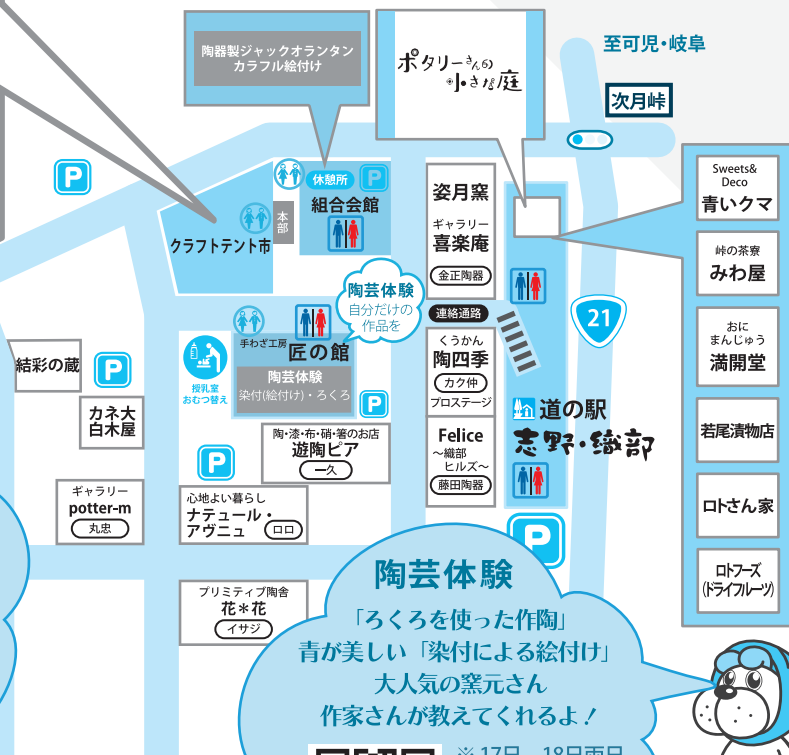 陶器製ジャックオランタン
カラフル絵付け
ポタリーさんの
小さな庭
至可児・岐阜
次月峠
P
休憩所
P
組合会館
本部
クラフトテント市
姿月窯
ギャラリー
喜楽庵
金正陶器
連絡通路
くうかん
陶四季
カク仲
プロステージ
Felice
～織部
ヒルズ～
藤田陶器
21
道の駅
志野・織部
P
Sweets&
Deco
青いクマ
峠の茶寮
みわ屋
おに
まんじゅう
満開堂
若尾漬物店
ロトさん家
ロトフーズ
(ドライフルーツ)
陶芸体験
自分だけの
作品を
手わざ工房
匠の館
陶芸体験
染付(絵付け)・ろくろ
P
授乳室
おむつ替え
結彩の蔵
P
カネ大
白木屋
陶・漆・布・硝・箸のお店
遊陶ピア
一久
P
ギャラリー
potter-m
丸忠
心地よい暮らし
ナテュール・
アヴニュ
ロロ
プリミティブ陶舎
花＊花
イサジ
陶芸体験
「ろくろを使った作陶」
青が美しい「染付による絵付け」
大人気の窯元さん
作家さんが教えてくれるよ！
※17日、18日両日